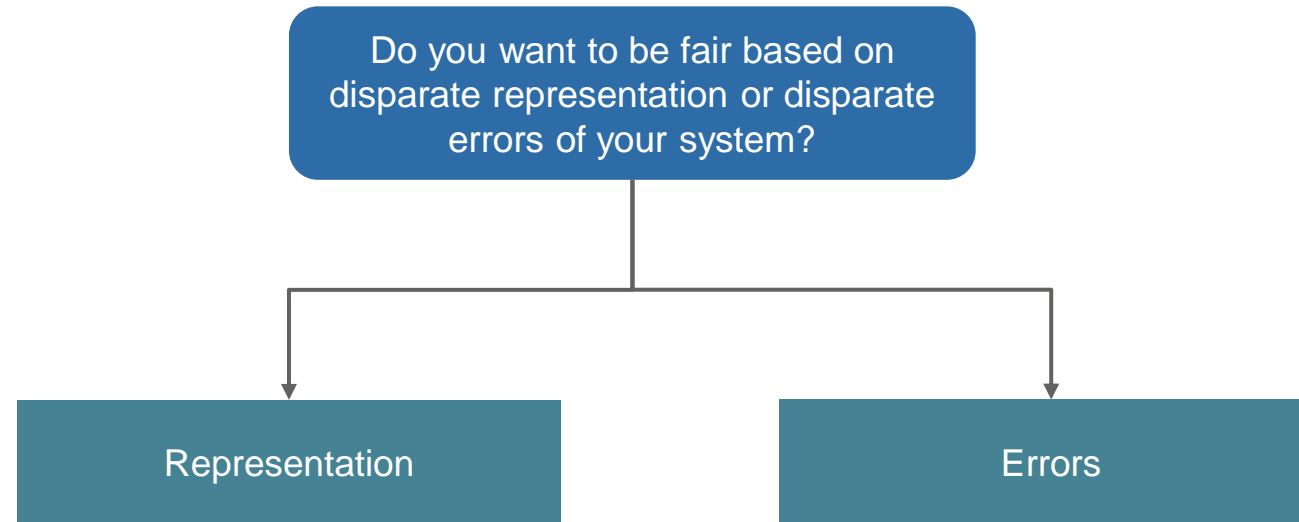 Do you want to be fair based on
disparate representation or disparate
errors of your system?
Representation
Errors